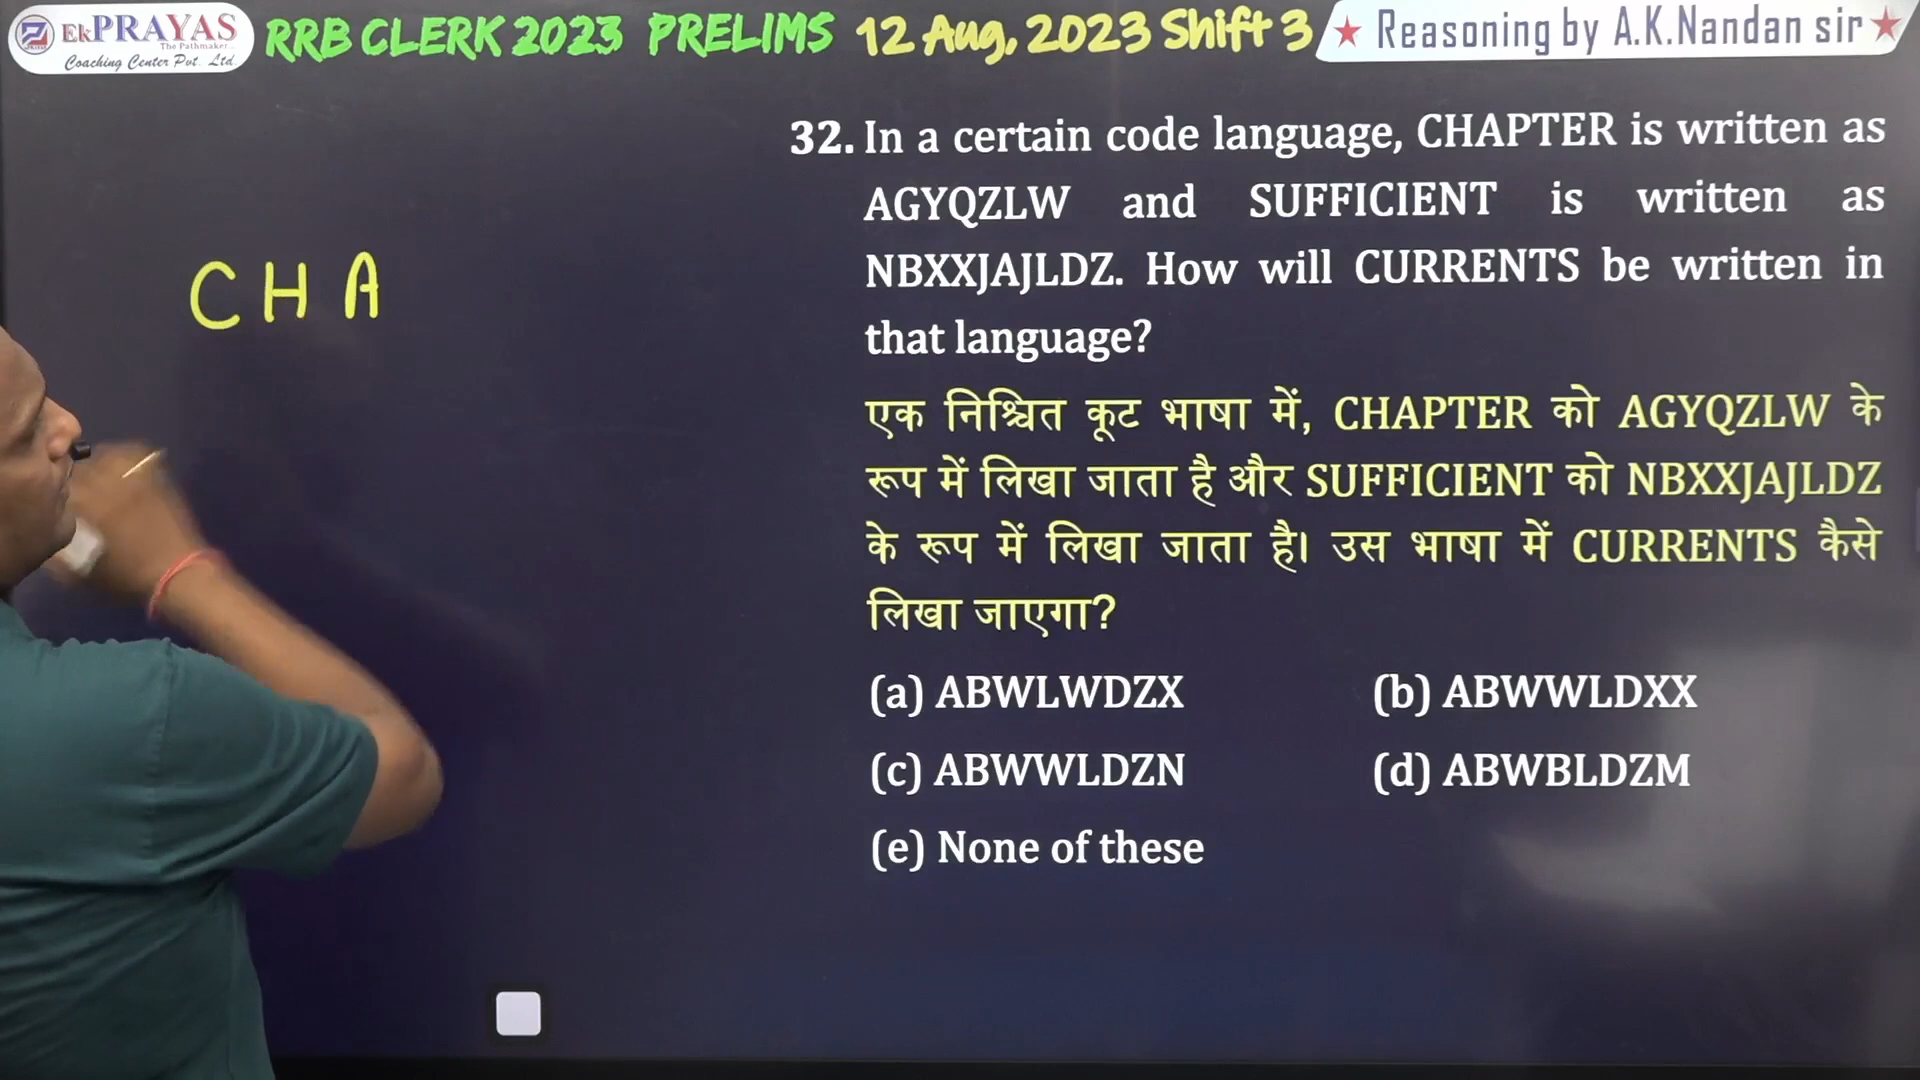 EkPRAYAS
The Pathmaker...
Coaching Center Pvt. Ltd.
RRB CLERK 2023 PRELIMS 12 Aug, 2023 Shift 3
Reasoning by A.K.Nandan sir
32. In a certain code language, CHAPTER is written as
AGYQZLW and SUFFICIENT is written as
NBXXJAJLDZ. How will CURRENTS be written in
that language?
एक निश्चित कूट भाषा में, CHAPTER को AGYQZLW के
रूप में लिखा जाता है और SUFFICIENT को NBXXJAJLDZ
के रूप में लिखा जाता है। उस भाषा में CURRENTS कैसे
लिखा जाएगा?
(a) ABWLWDZX (b) ABWWLDXX
(c) ABWWLDZN (d) ABWBLDZM
(e) None of these
C H A